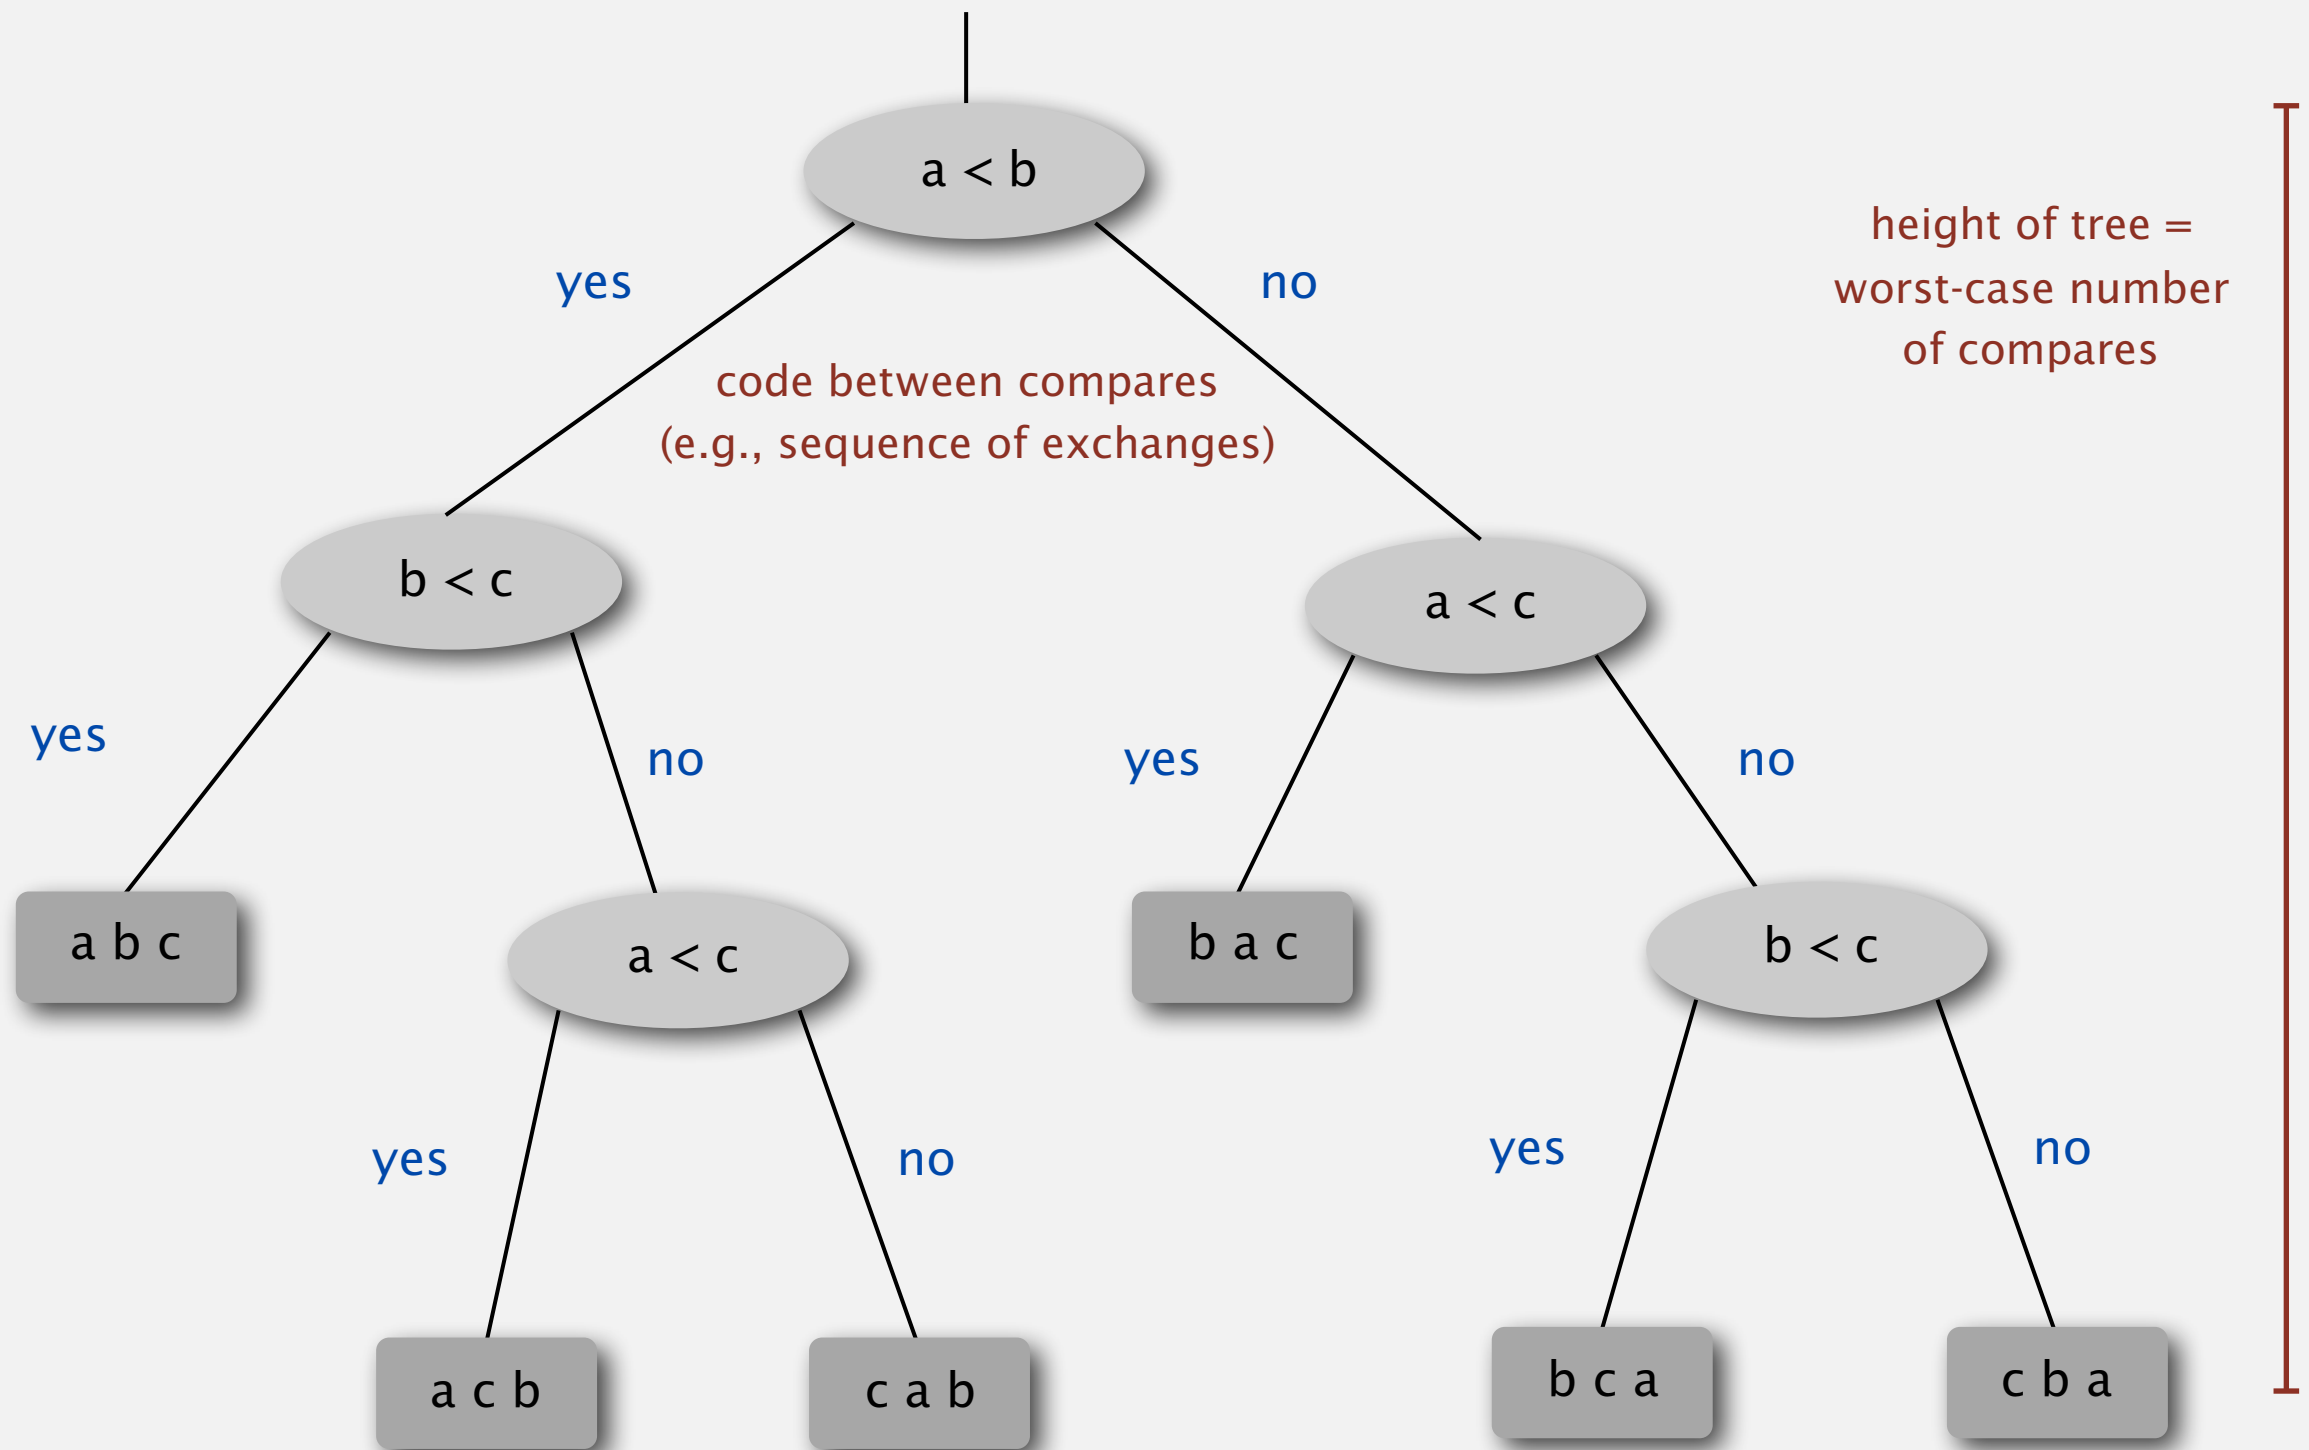 a < b
height of tree =
yes
no
worst-case number
of compares
code between compares
(e.g., sequence of exchanges)
b < c
a < c
yes
no
yes
no
a b c
a < c
b a c
b < c
yes
no
yes
no
a c b
c a b
b c a
c b a